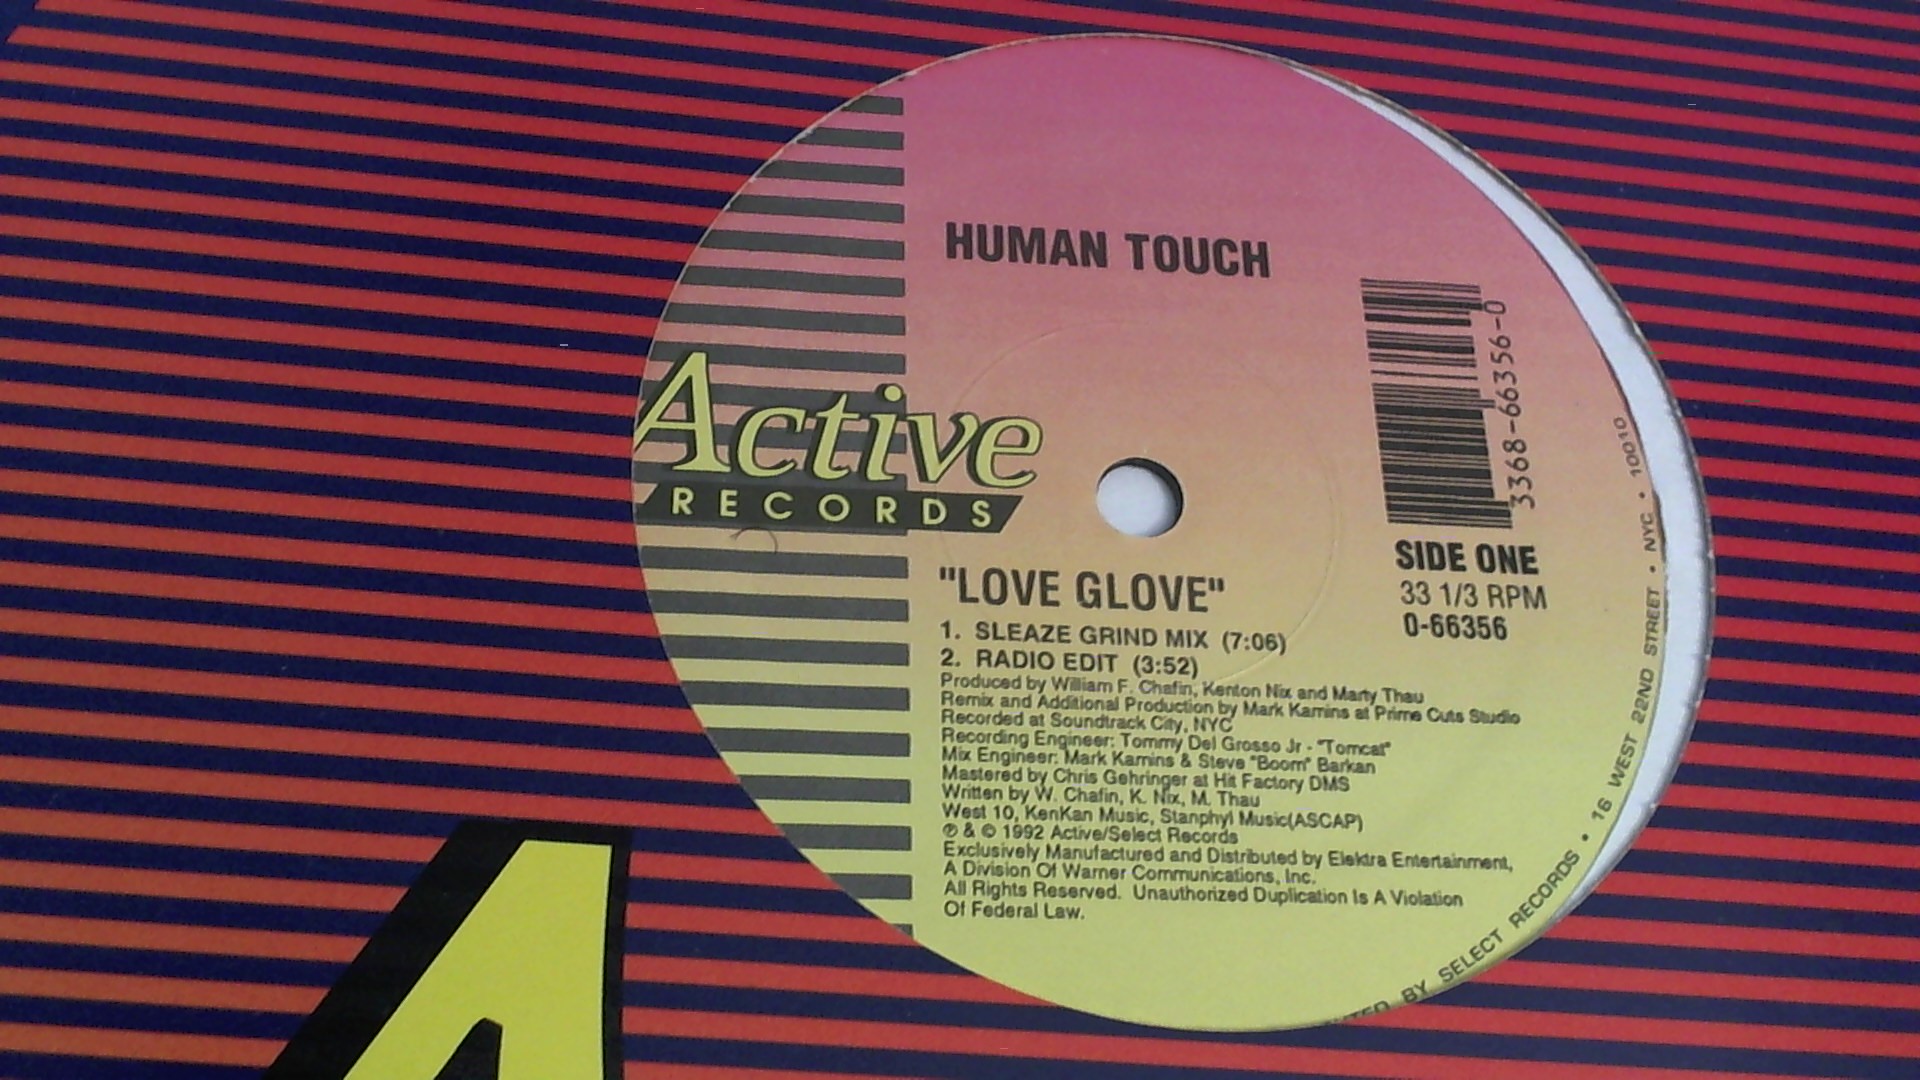 HUMAN TOUCH
Active
RECORDS
3368-66356-0
SIDE ONE
33 1/3 RPM
0-66356
"LOVE GLOVE"
1. SLEAZE GRIND MIX (7:06)
2. RADIO EDIT (3:52)
Produced by William F. Chafin, Kenton Nix and Marty Thau
Remix and Additional Production by Mark Kamins at Prime Cuts Studio
Recorded at Soundtrack City, NYC
Recording Engineer: Tommy Del Grosso Jr - "Tomcat"
Mix Engineer: Mark Kamins & Steve "Boom" Barkan
Mastered by Chris Gehringer at Hit Factory DMS
Written by W. Chafin, K. Nix, M. Thau
West 10, KenKan Music, Stanphyl Music(ASCAP)
℗ & © 1992 Active/Select Records
Exclusively Manufactured and Distributed by Elektra Entertainment,
A Division Of Warner Communications, Inc.
All Rights Reserved. Unauthorized Duplication Is A Violation
Of Federal Law.
BY SELECT RECORDS • 16 WEST 22ND STREET • NYC • 10010
A